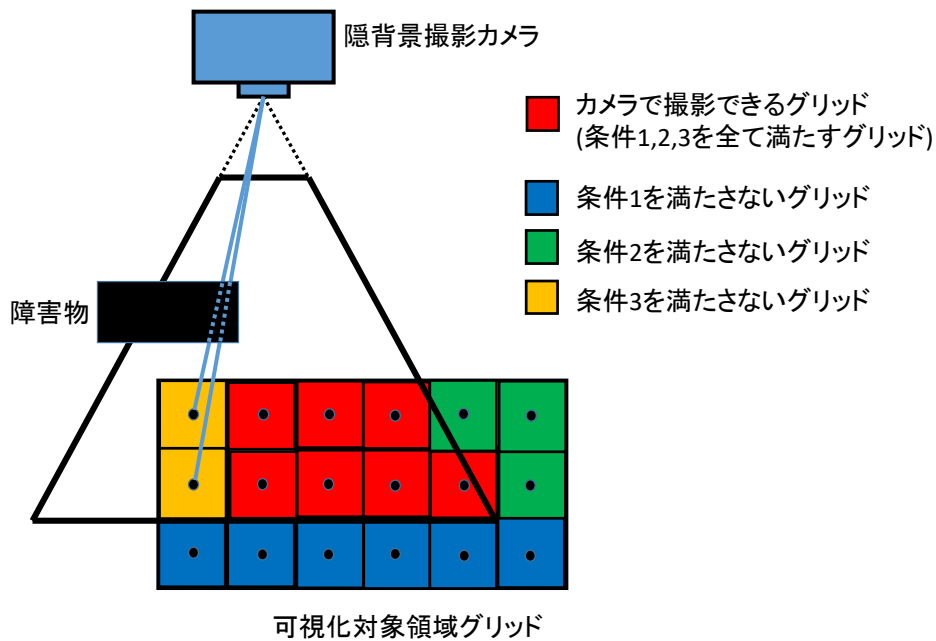 隠背景撮影カメラ
カメラで撮影できるグリッド
(条件1,2,3を全て満たすグリッド)
条件1を満たさないグリッド
条件2を満たさないグリッド
条件3を満たさないグリッド
障害物
可視化対象領域グリッド